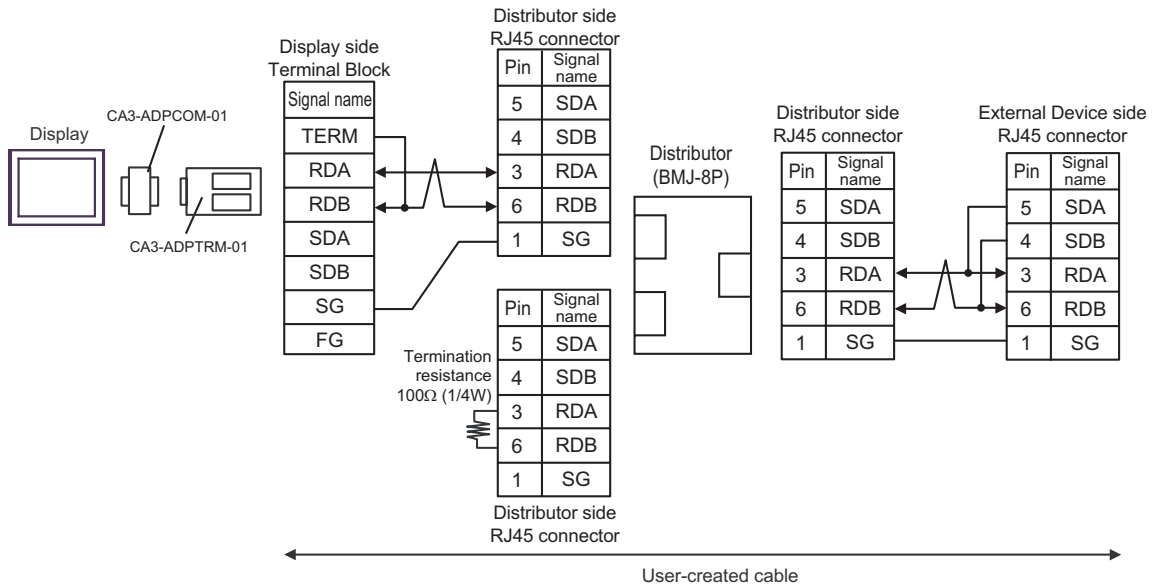 Display
CA3-ADPCOM-01
CA3-ADPTRM-01
Display side
Terminal Block
Signal name
TERM
RDA
RDB
SDA
SDB
SG
FG
Distributor side
RJ45 connector
Pin Signal name
5 SDA
4 SDB
3 RDA
6 RDB
1 SG
Termination
resistance
100Ω (1/4W)
Pin Signal name
5 SDA
4 SDB
3 RDA
6 RDB
1 SG
Distributor side
RJ45 connector
Distributor
(BMJ-8P)
Distributor side
RJ45 connector
Pin Signal name
5 SDA
4 SDB
3 RDA
6 RDB
1 SG
External Device side
RJ45 connector
Pin Signal name
5 SDA
4 SDB
3 RDA
6 RDB
1 SG
User-created cable